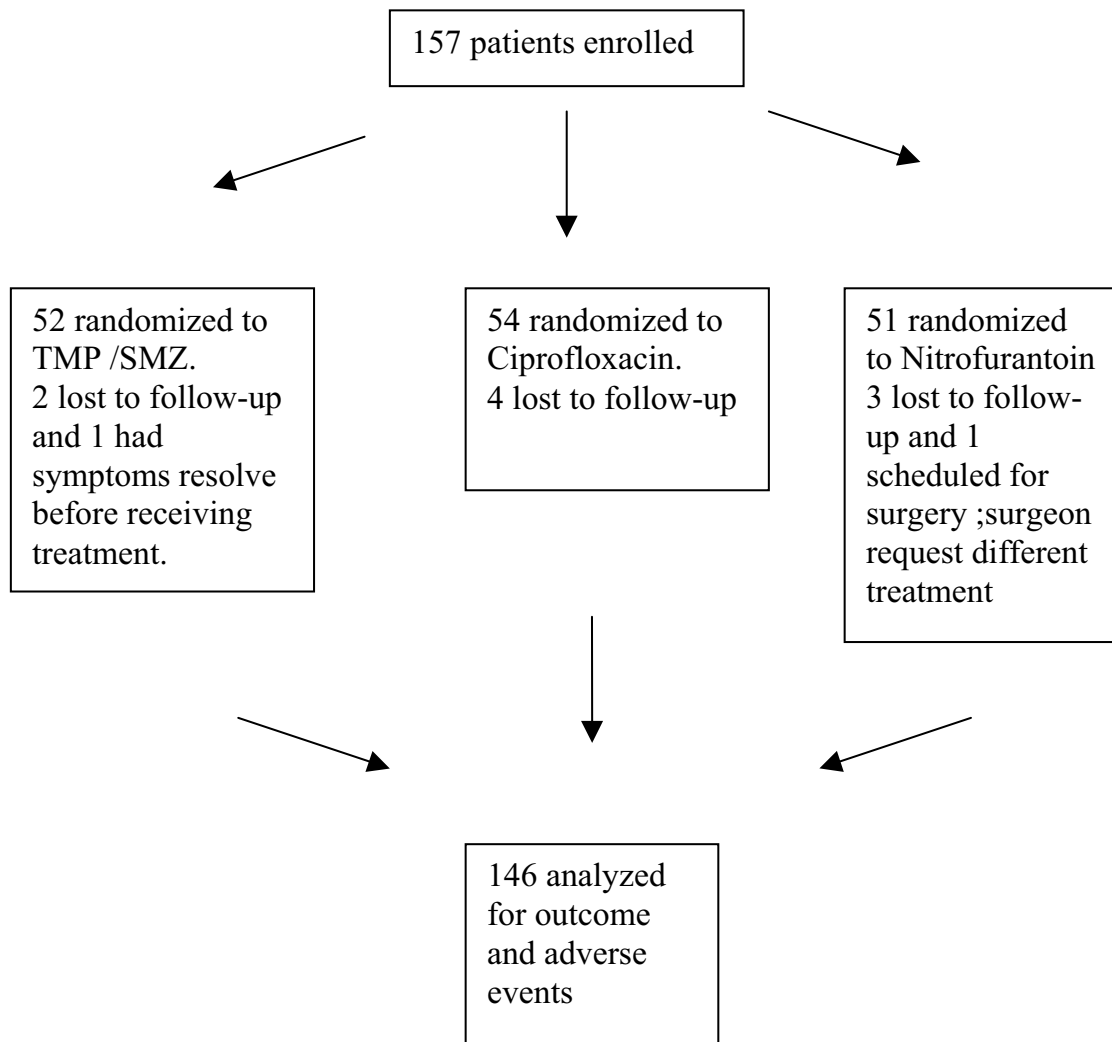 157 patients enrolled
52 randomized to
TMP /SMZ.
2 lost to follow-up
and 1 had
symptoms resolve
before receiving
treatment.
54 randomized to
Ciprofloxacin.
4 lost to follow-up
51 randomized
to Nitrofurantoin
3 lost to follow-
up and 1
scheduled for
surgery ;surgeon
request different
treatment
146 analyzed
for outcome
and adverse
events